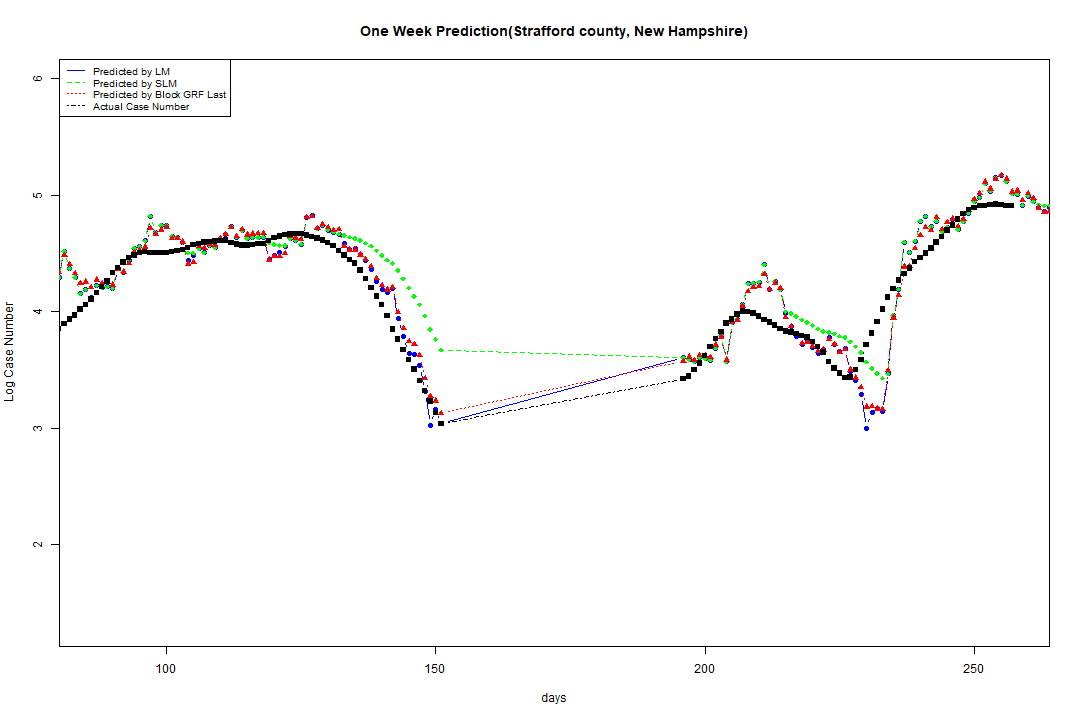 One Week Prediction(Strafford county, New Hampshire)
Predicted by LM
Predicted by SLM
Predicted by Block GRF Last
Actual Case Number
6
5
4
3
2
Log Case Number
100 150 200 250
days